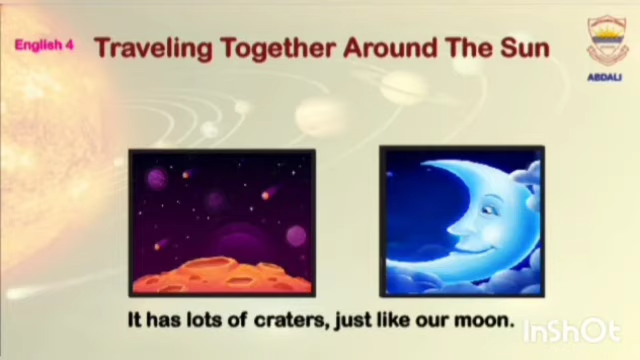 English 4
Traveling Together Around The Sun
ABDALI
It has lots of craters, just like our moon.
InShOt